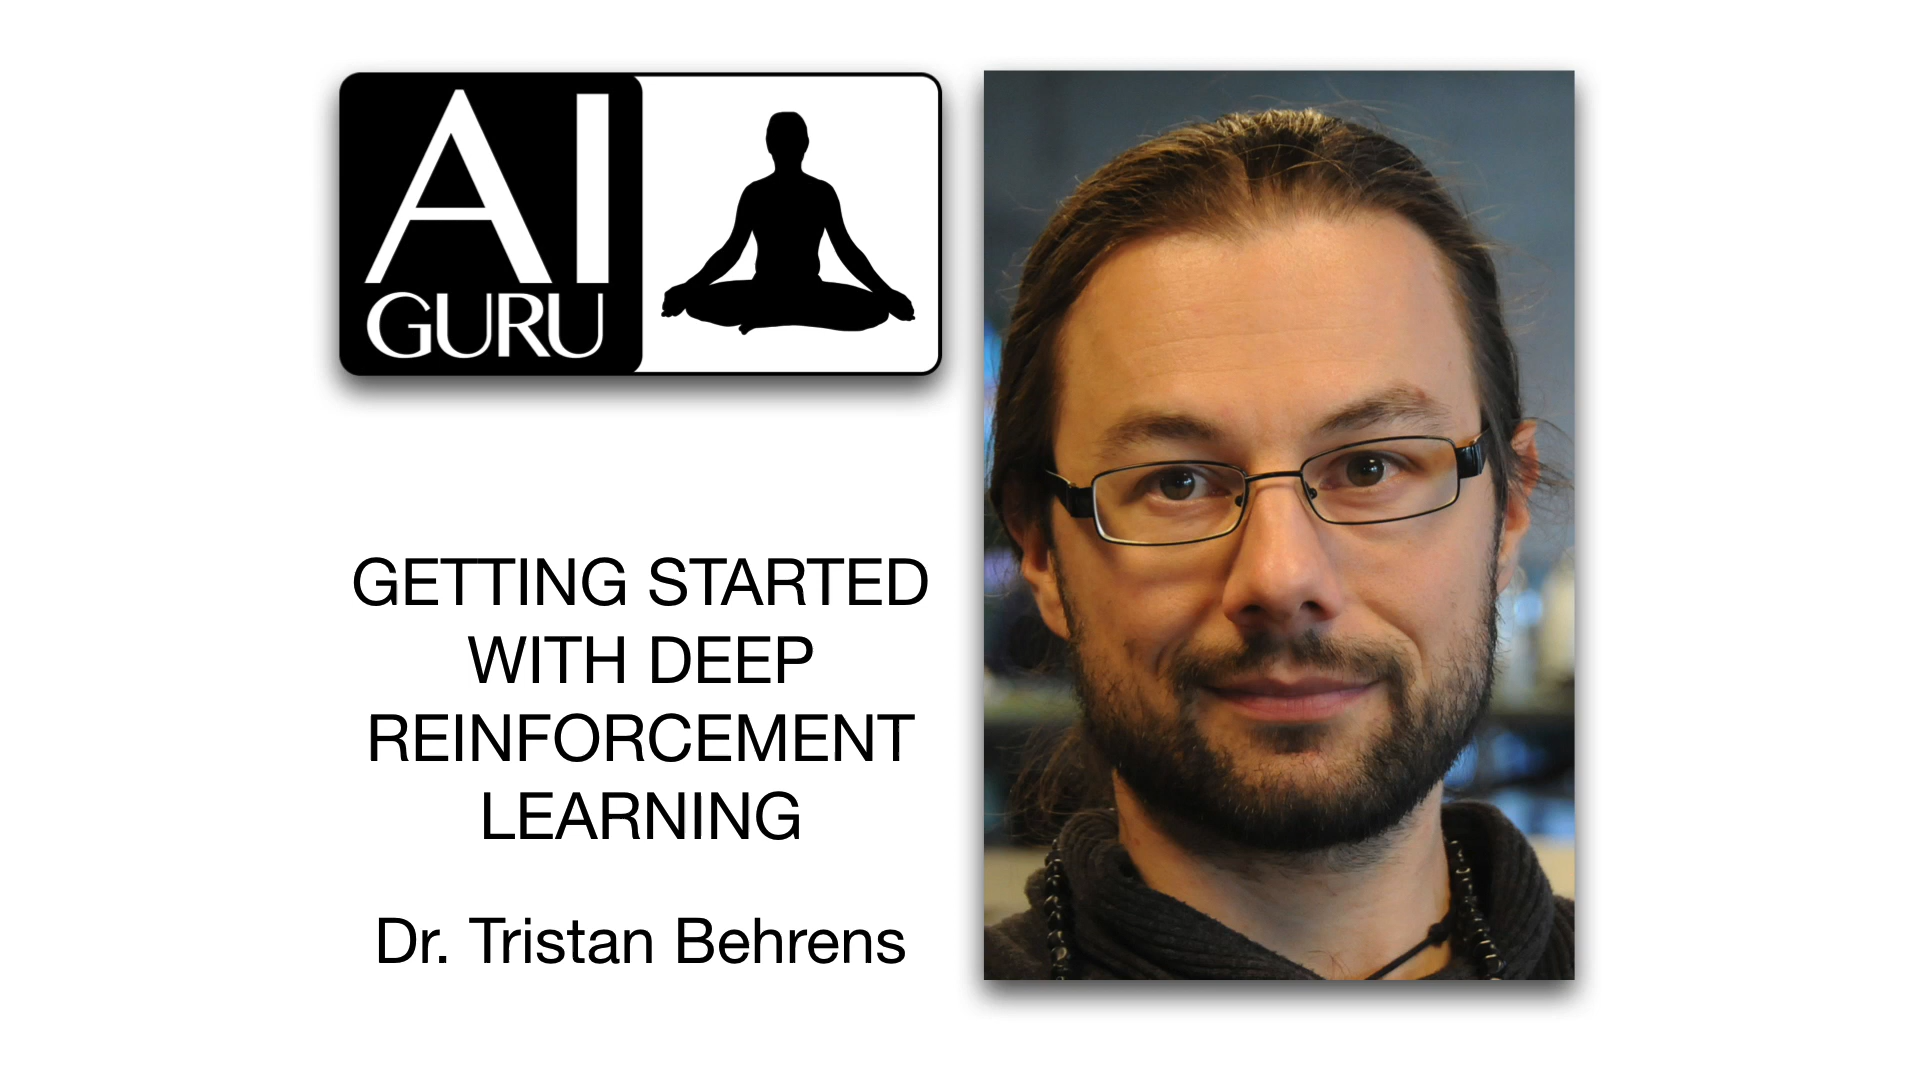 AI
GURU
GETTING STARTED
WITH DEEP
REINFORCEMENT
LEARNING
Dr. Tristan Behrens